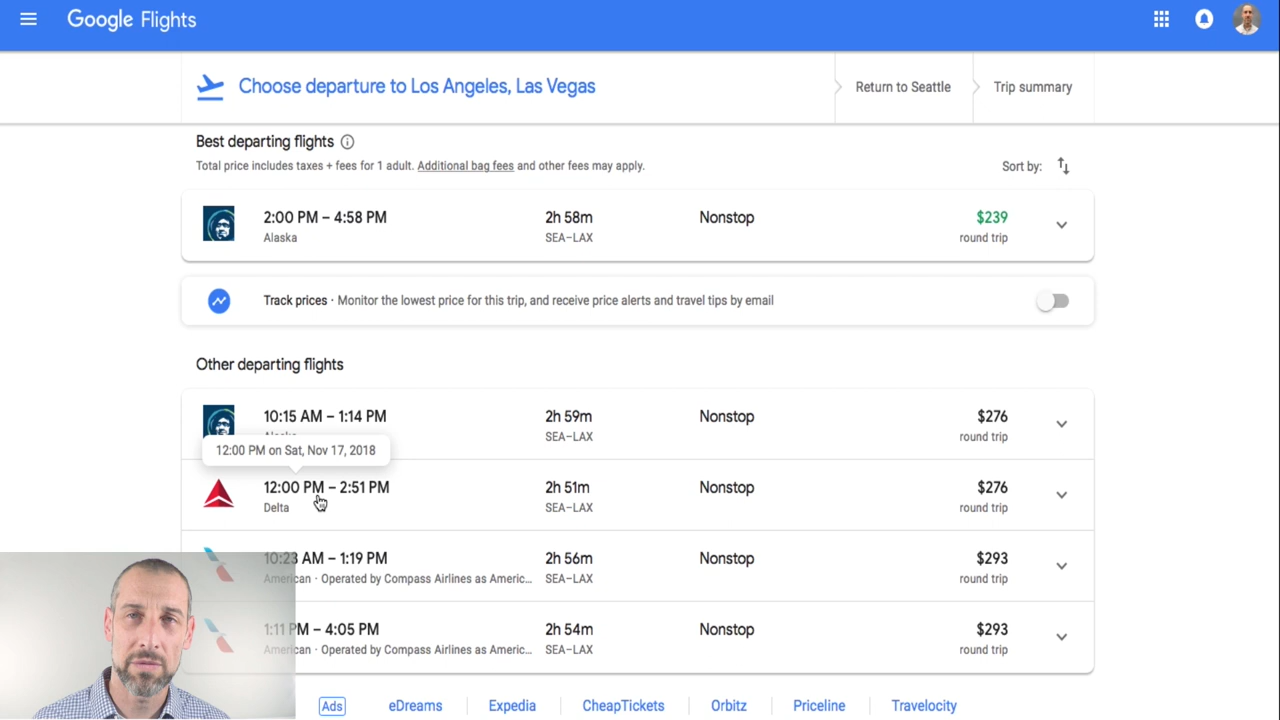 Google Flights
Choose departure to Los Angeles, Las Vegas
Return to Seattle
Trip summary
Best departing flights
Total price includes taxes + fees for 1 adult. Additional bag fees and other fees may apply.
Sort by:
2:00 PM – 4:58 PM
2h 58m
Nonstop
$239
Alaska
SEA–LAX
round trip
Track prices · Monitor the lowest price for this trip, and receive price alerts and travel tips by email
Other departing flights
10:15 AM – 1:14 PM
2h 59m
Nonstop
$276
SEA–LAX
round trip
12:00 PM on Sat, Nov 17, 2018
12:00 PM – 2:51 PM
2h 51m
Nonstop
$276
Delta
SEA–LAX
round trip
10:23 AM – 1:19 PM
2h 56m
Nonstop
$293
American · Operated by Compass Airlines as Americ...
SEA–LAX
round trip
1:11 PM – 4:05 PM
2h 54m
Nonstop
$293
American · Operated by Compass Airlines as Americ...
SEA–LAX
round trip
Ads
eDreams
Expedia
CheapTickets
Orbitz
Priceline
Travelocity